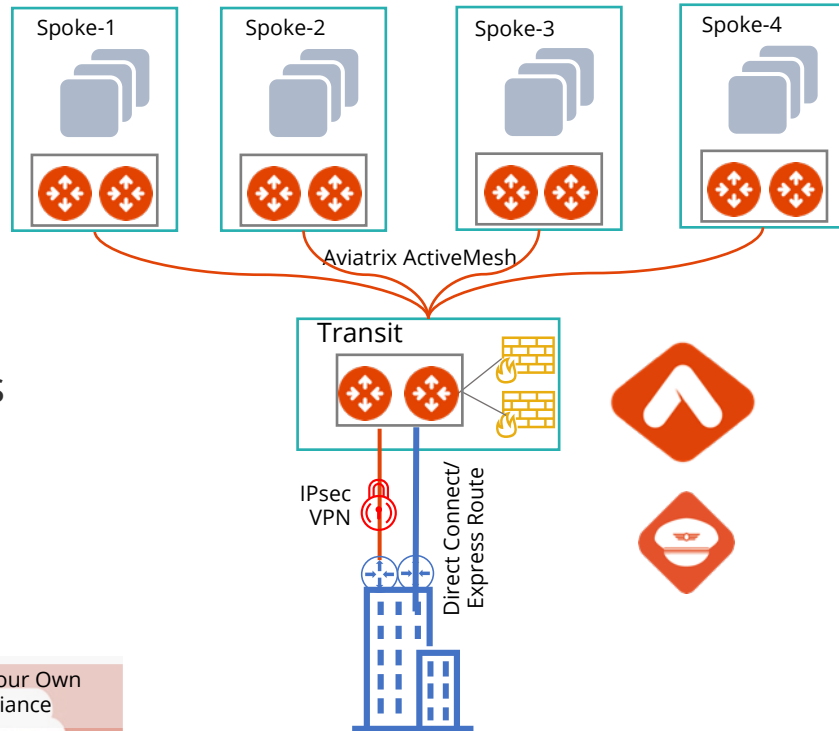 Spoke-1
Spoke-2
Spoke-3
Spoke-4
Aviatrix ActiveMesh
Transit
s
IPsec
VPN
Direct Connect/
Express Route
our Own
iance